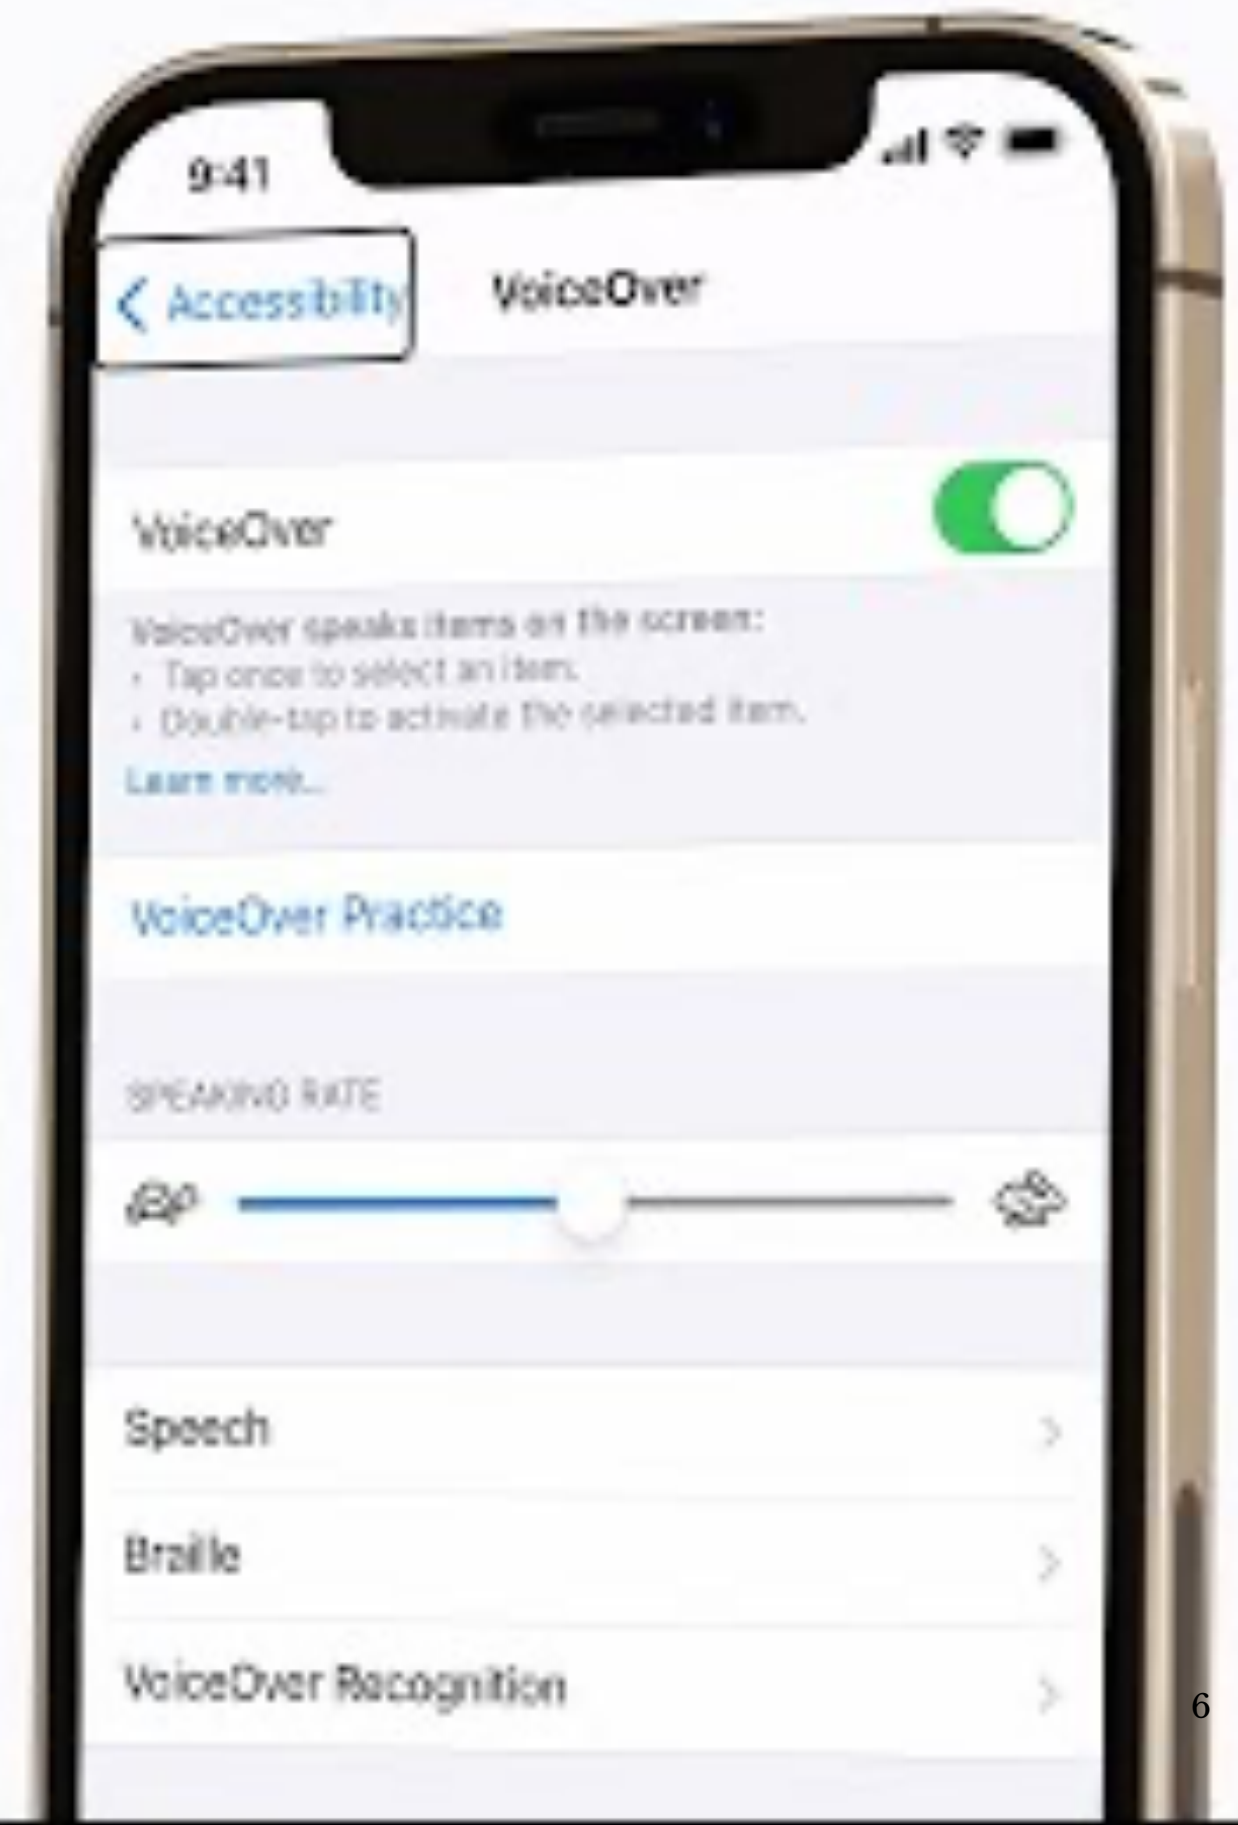 9:41
Accessibility
VoiceOver
VoiceOver
VoiceOver speaks items on the screen:
• Tap once to select an item.
• Double-tap to activate the selected item.
Learn more...
VoiceOver Practice
SPEAKING RATE
Speech
Braille
VoiceOver Recognition
6